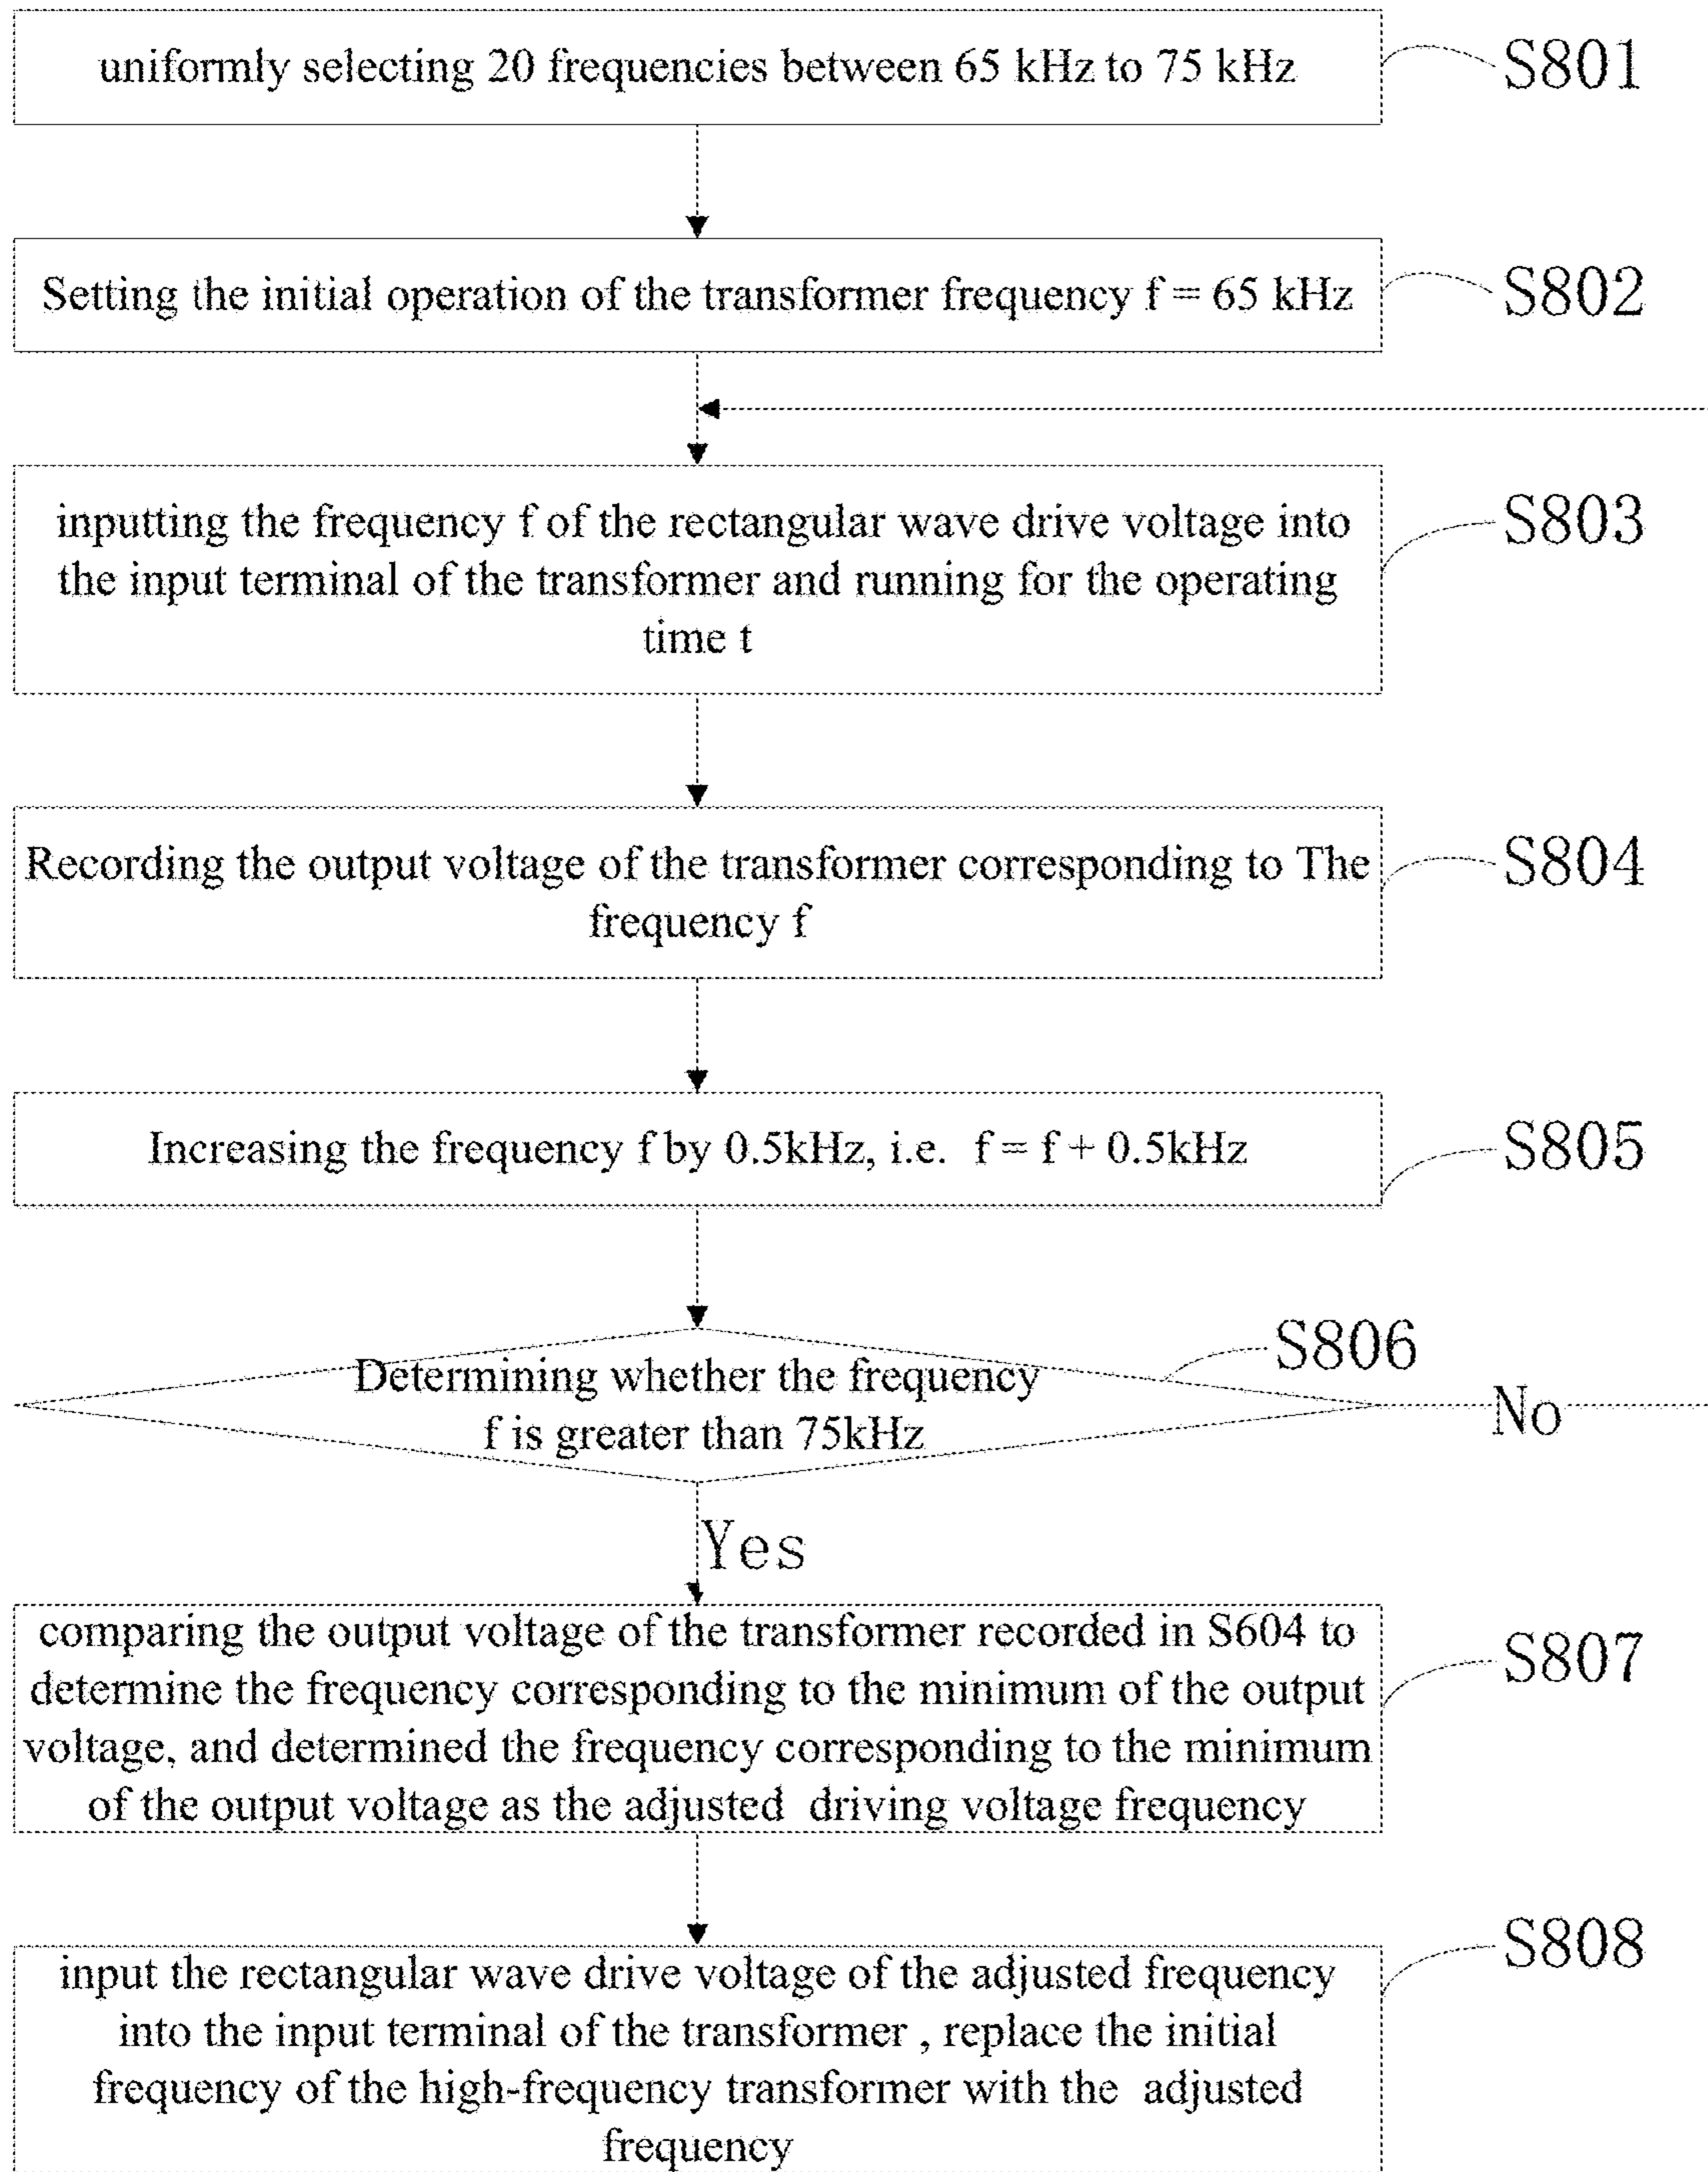 uniformly selecting 20 frequencies between 65 kHz to 75 kHz
S801
Setting the initial operation of the transformer frequency f = 65 kHz
S802
inputting the frequency f of the rectangular wave drive voltage into
the input terminal of the transformer and running for the operating
time t
S803
Recording the output voltage of the transformer corresponding to The
frequency f
S804
Increasing the frequency f by 0.5kHz, i.e. f = f + 0.5kHz
S805
Determining whether the frequency
f is greater than 75kHz
S806
No
Yes
comparing the output voltage of the transformer recorded in S604 to
determine the frequency corresponding to the minimum of the output
voltage, and determined the frequency corresponding to the minimum
of the output voltage as the adjusted driving voltage frequency
S807
input the rectangular wave drive voltage of the adjusted frequency
into the input terminal of the transformer , replace the initial
frequency of the high-frequency transformer with the adjusted
frequency
S808